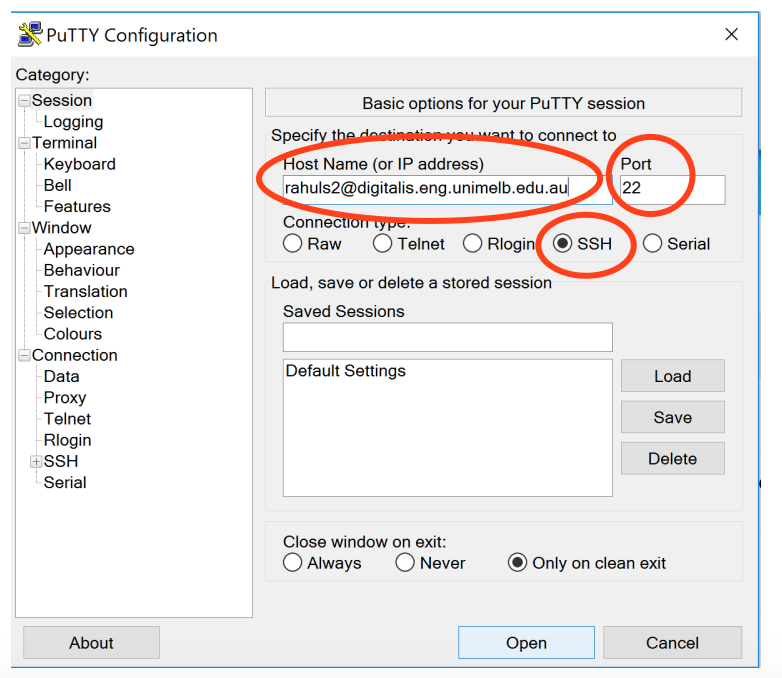 PuTTY Configuration
Category:
Session
Logging
Terminal
Keyboard
Bell
Features
Window
Appearance
Behaviour
Translation
Selection
Colours
Connection
Data
Proxy
Telnet
Rlogin
SSH
Serial
Basic options for your PuTTY session
Specify the destination you want to connect to
Host Name (or IP address) Port
rahuls2@digitalis.eng.unimelb.edu.au 22
Connection type:
Raw Telnet Rlogin SSH Serial
Load, save or delete a stored session
Saved Sessions
Default Settings
Load
Save
Delete
Close window on exit:
Always Never Only on clean exit
About Open Cancel